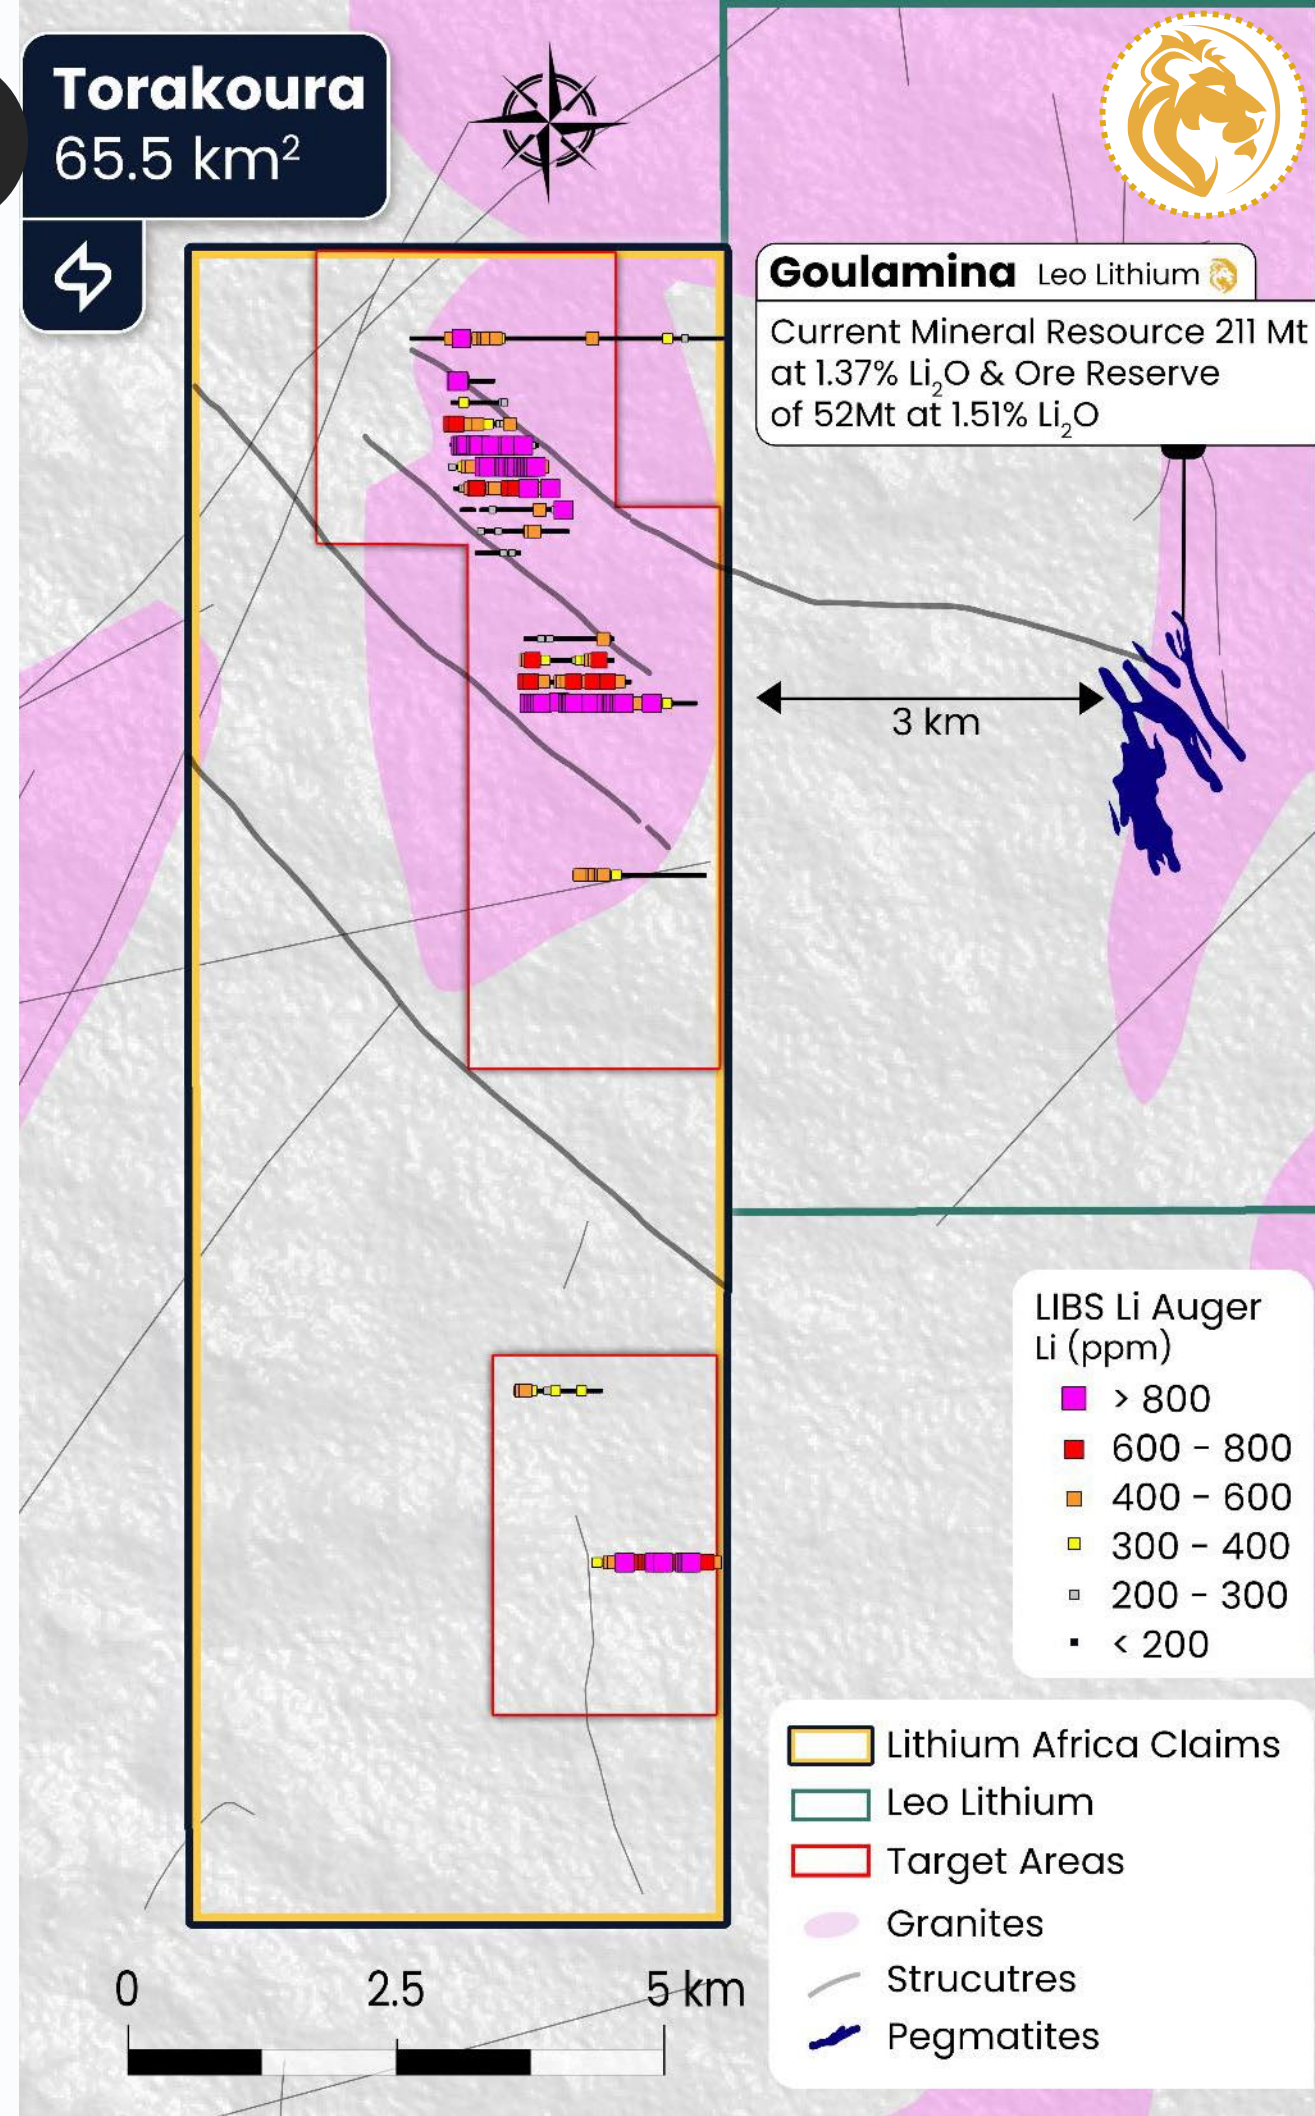 Torakoura
65.5 km²
Goulamina Leo Lithium
Current Mineral Resource 211 Mt
at 1.37% Li₂O & Ore Reserve
of 52Mt at 1.51% Li₂O
3 km
LIBS Li Auger
Li (ppm)
> 800
600 - 800
400 - 600
300 - 400
200 - 300
< 200
Lithium Africa Claims
Leo Lithium
Target Areas
Granites
Strucutres
Pegmatites
0 2.5 5 km